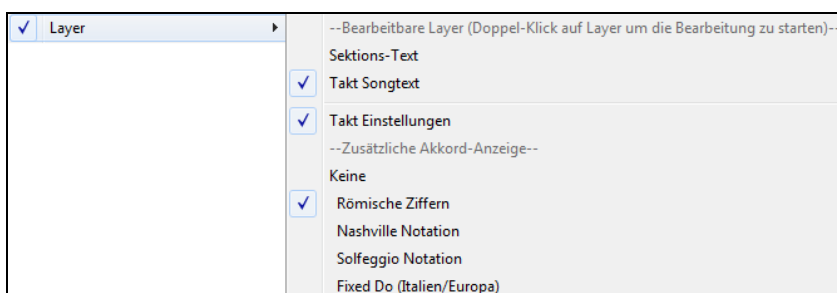 Layer
--Bearbeitbare Layer (Doppel-Klick auf Layer um die Bearbeitung zu starten)--
Sektions-Text
Takt Songtext
Takt Einstellungen
--Zusätzliche Akkord-Anzeige--
Keine
Römische Ziffern
Nashville Notation
Solfeggio Notation
Fixed Do (Italien/Europa)